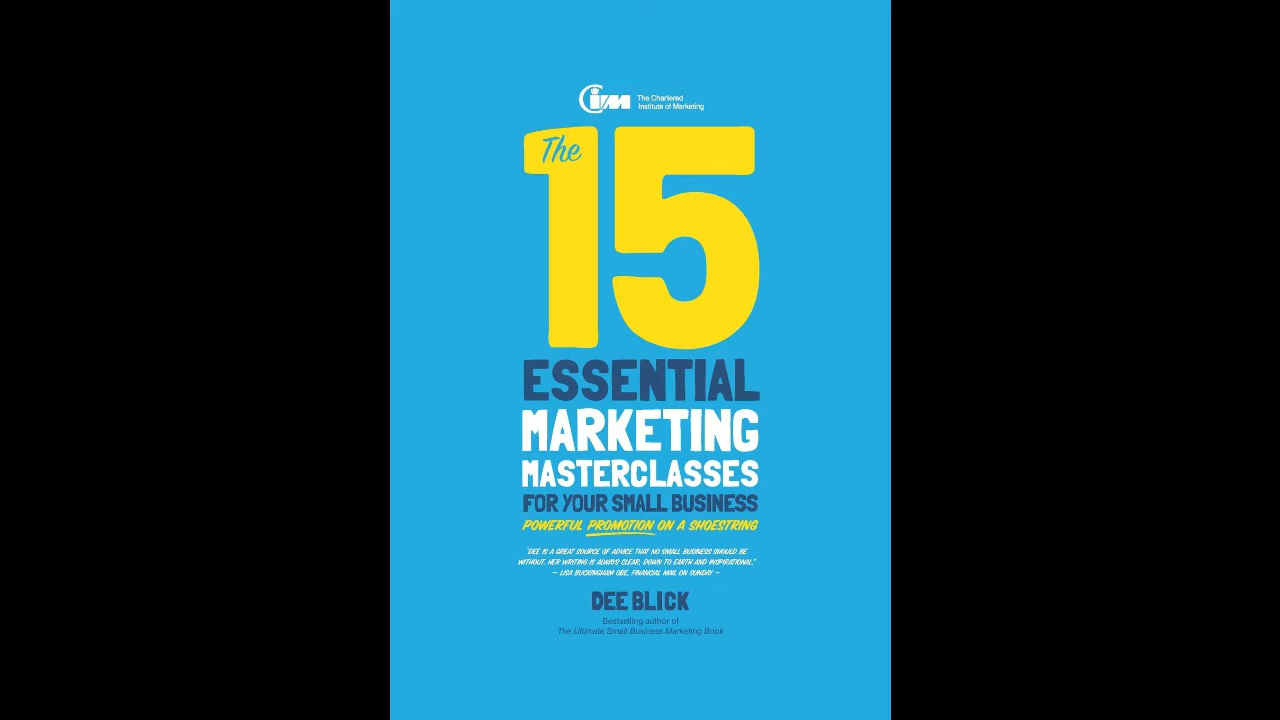 CIM The Chartered
Institute of Marketing
The
15
ESSENTIAL
MARKETING
MASTERCLASSES
FOR YOUR SMALL BUSINESS
POWERFUL PROMOTION ON A SHOESTRING
"DEE IS A GREAT SOURCE OF ADVICE THAT NO SMALL BUSINESS SHOULD BE
WITHOUT. HER WRITING IS ALWAYS CLEAR, DOWN TO EARTH AND INSPIRATIONAL."
– LISA BUCKINGHAM OBE, FINANCIAL MAIL ON SUNDAY –
DEE BLICK
Bestselling author of
The Ultimate Small Business Marketing Book